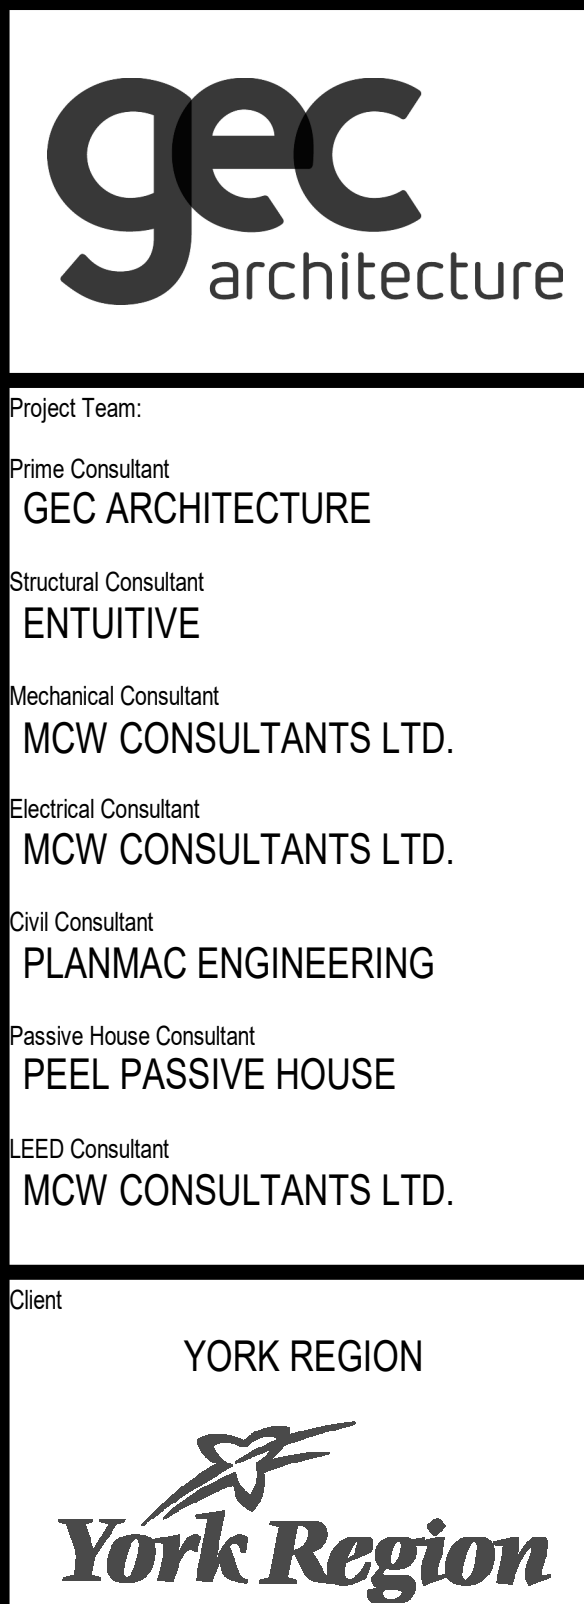 gec
architecture
Project Team:
Prime Consultant
GEC ARCHITECTURE
Structural Consultant
ENTUITIVE
Mechanical Consultant
MCW CONSULTANTS LTD.
Electrical Consultant
MCW CONSULTANTS LTD.
Civil Consultant
PLANMAC ENGINEERING
Passive House Consultant
PEEL PASSIVE HOUSE
LEED Consultant
MCW CONSULTANTS LTD.
Client
YORK REGION
York Region